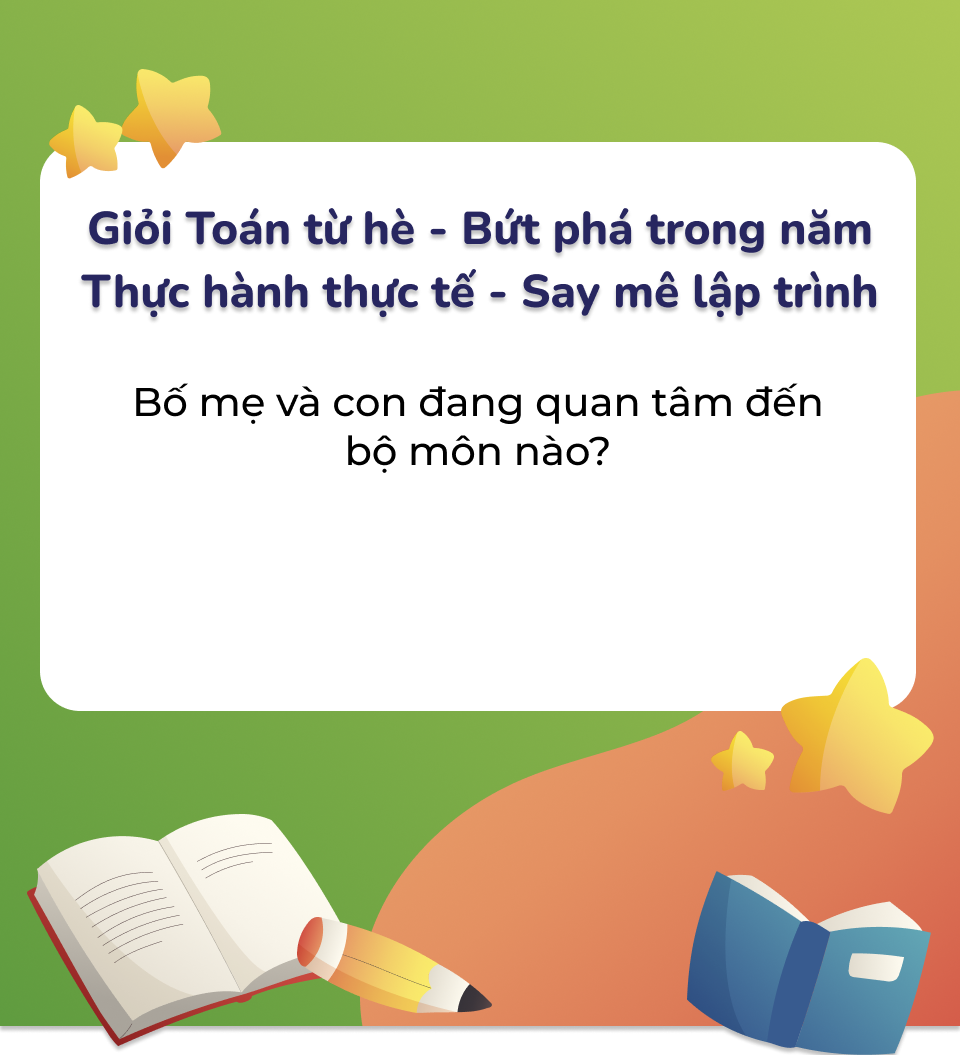 Giỏi Toán từ hè - Bứt phá trong năm
Thực hành thực tế - Say mê lập trình
Bố mẹ và con đang quan tâm đến
bộ môn nào?